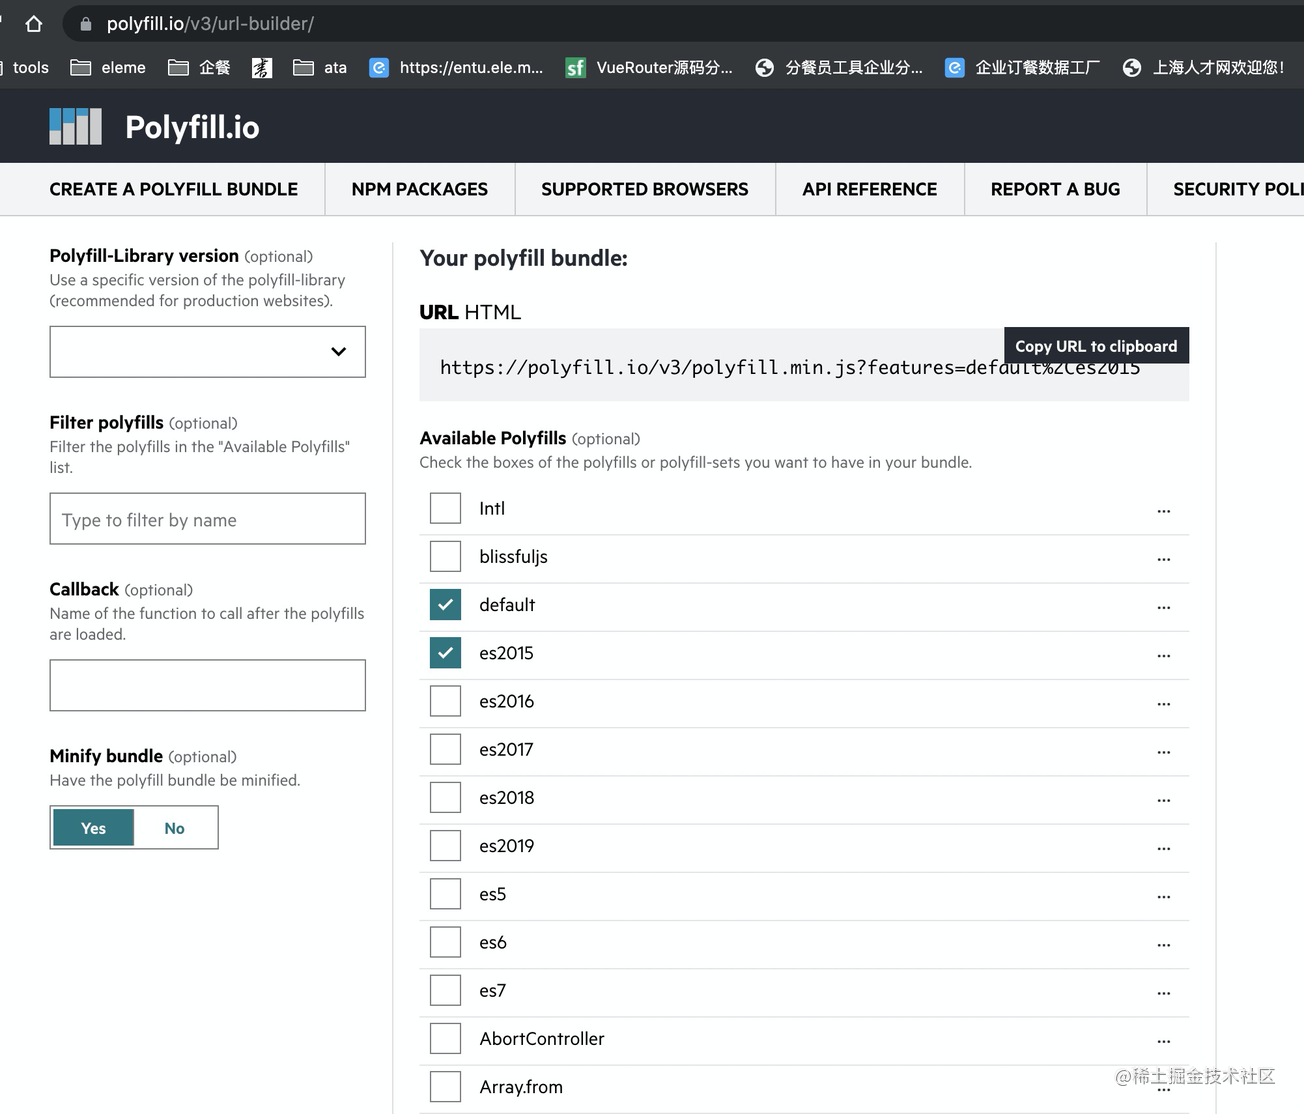 polyfill.io/v3/url-builder/
tools eleme 企餐 ata https://entu.ele.m... VueRouter源码分... 分餐员工具企业分... 企业订餐数据工厂 上海人才网欢迎您!
Polyfill.io
CREATE A POLYFILL BUNDLE NPM PACKAGES SUPPORTED BROWSERS API REFERENCE REPORT A BUG SECURITY POLI
Polyfill-Library version (optional)
Use a specific version of the polyfill-library
(recommended for production websites).
Filter polyfills (optional)
Filter the polyfills in the "Available Polyfills"
list.
Type to filter by name
Callback (optional)
Name of the function to call after the polyfills
are loaded.
Minify bundle (optional)
Have the polyfill bundle be minified.
Yes No
Your polyfill bundle:
URL HTML
Copy URL to clipboard
https://polyfill.io/v3/polyfill.min.js?features=default%2Ces2015
Available Polyfills (optional)
Check the boxes of the polyfills or polyfill-sets you want to have in your bundle.
Intl ...
blissfuljs ...
default ...
es2015 ...
es2016 ...
es2017 ...
es2018 ...
es2019 ...
es5 ...
es6 ...
es7 ...
AbortController ...
Array.from ...
@稀土掘金技术社区